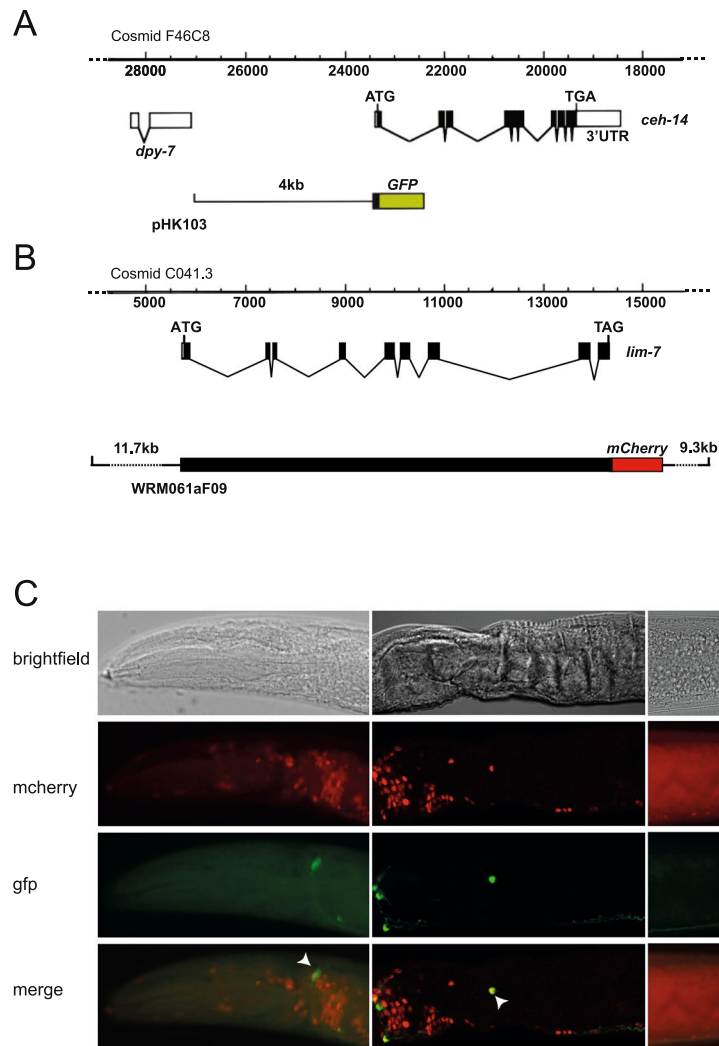 A
Cosmid F46C8
28000 26000 24000 22000 20000 18000
ATG TGA
dpy-7 3'UTR ceh-14
4kb GFP
pHK103
B
Cosmid C041.3
5000 7000 9000 11000 13000 15000
ATG TAG
lim-7
11.7kb mCherry 9.3kb
WRM061aF09
C
brightfield
mcherry
gfp
merge